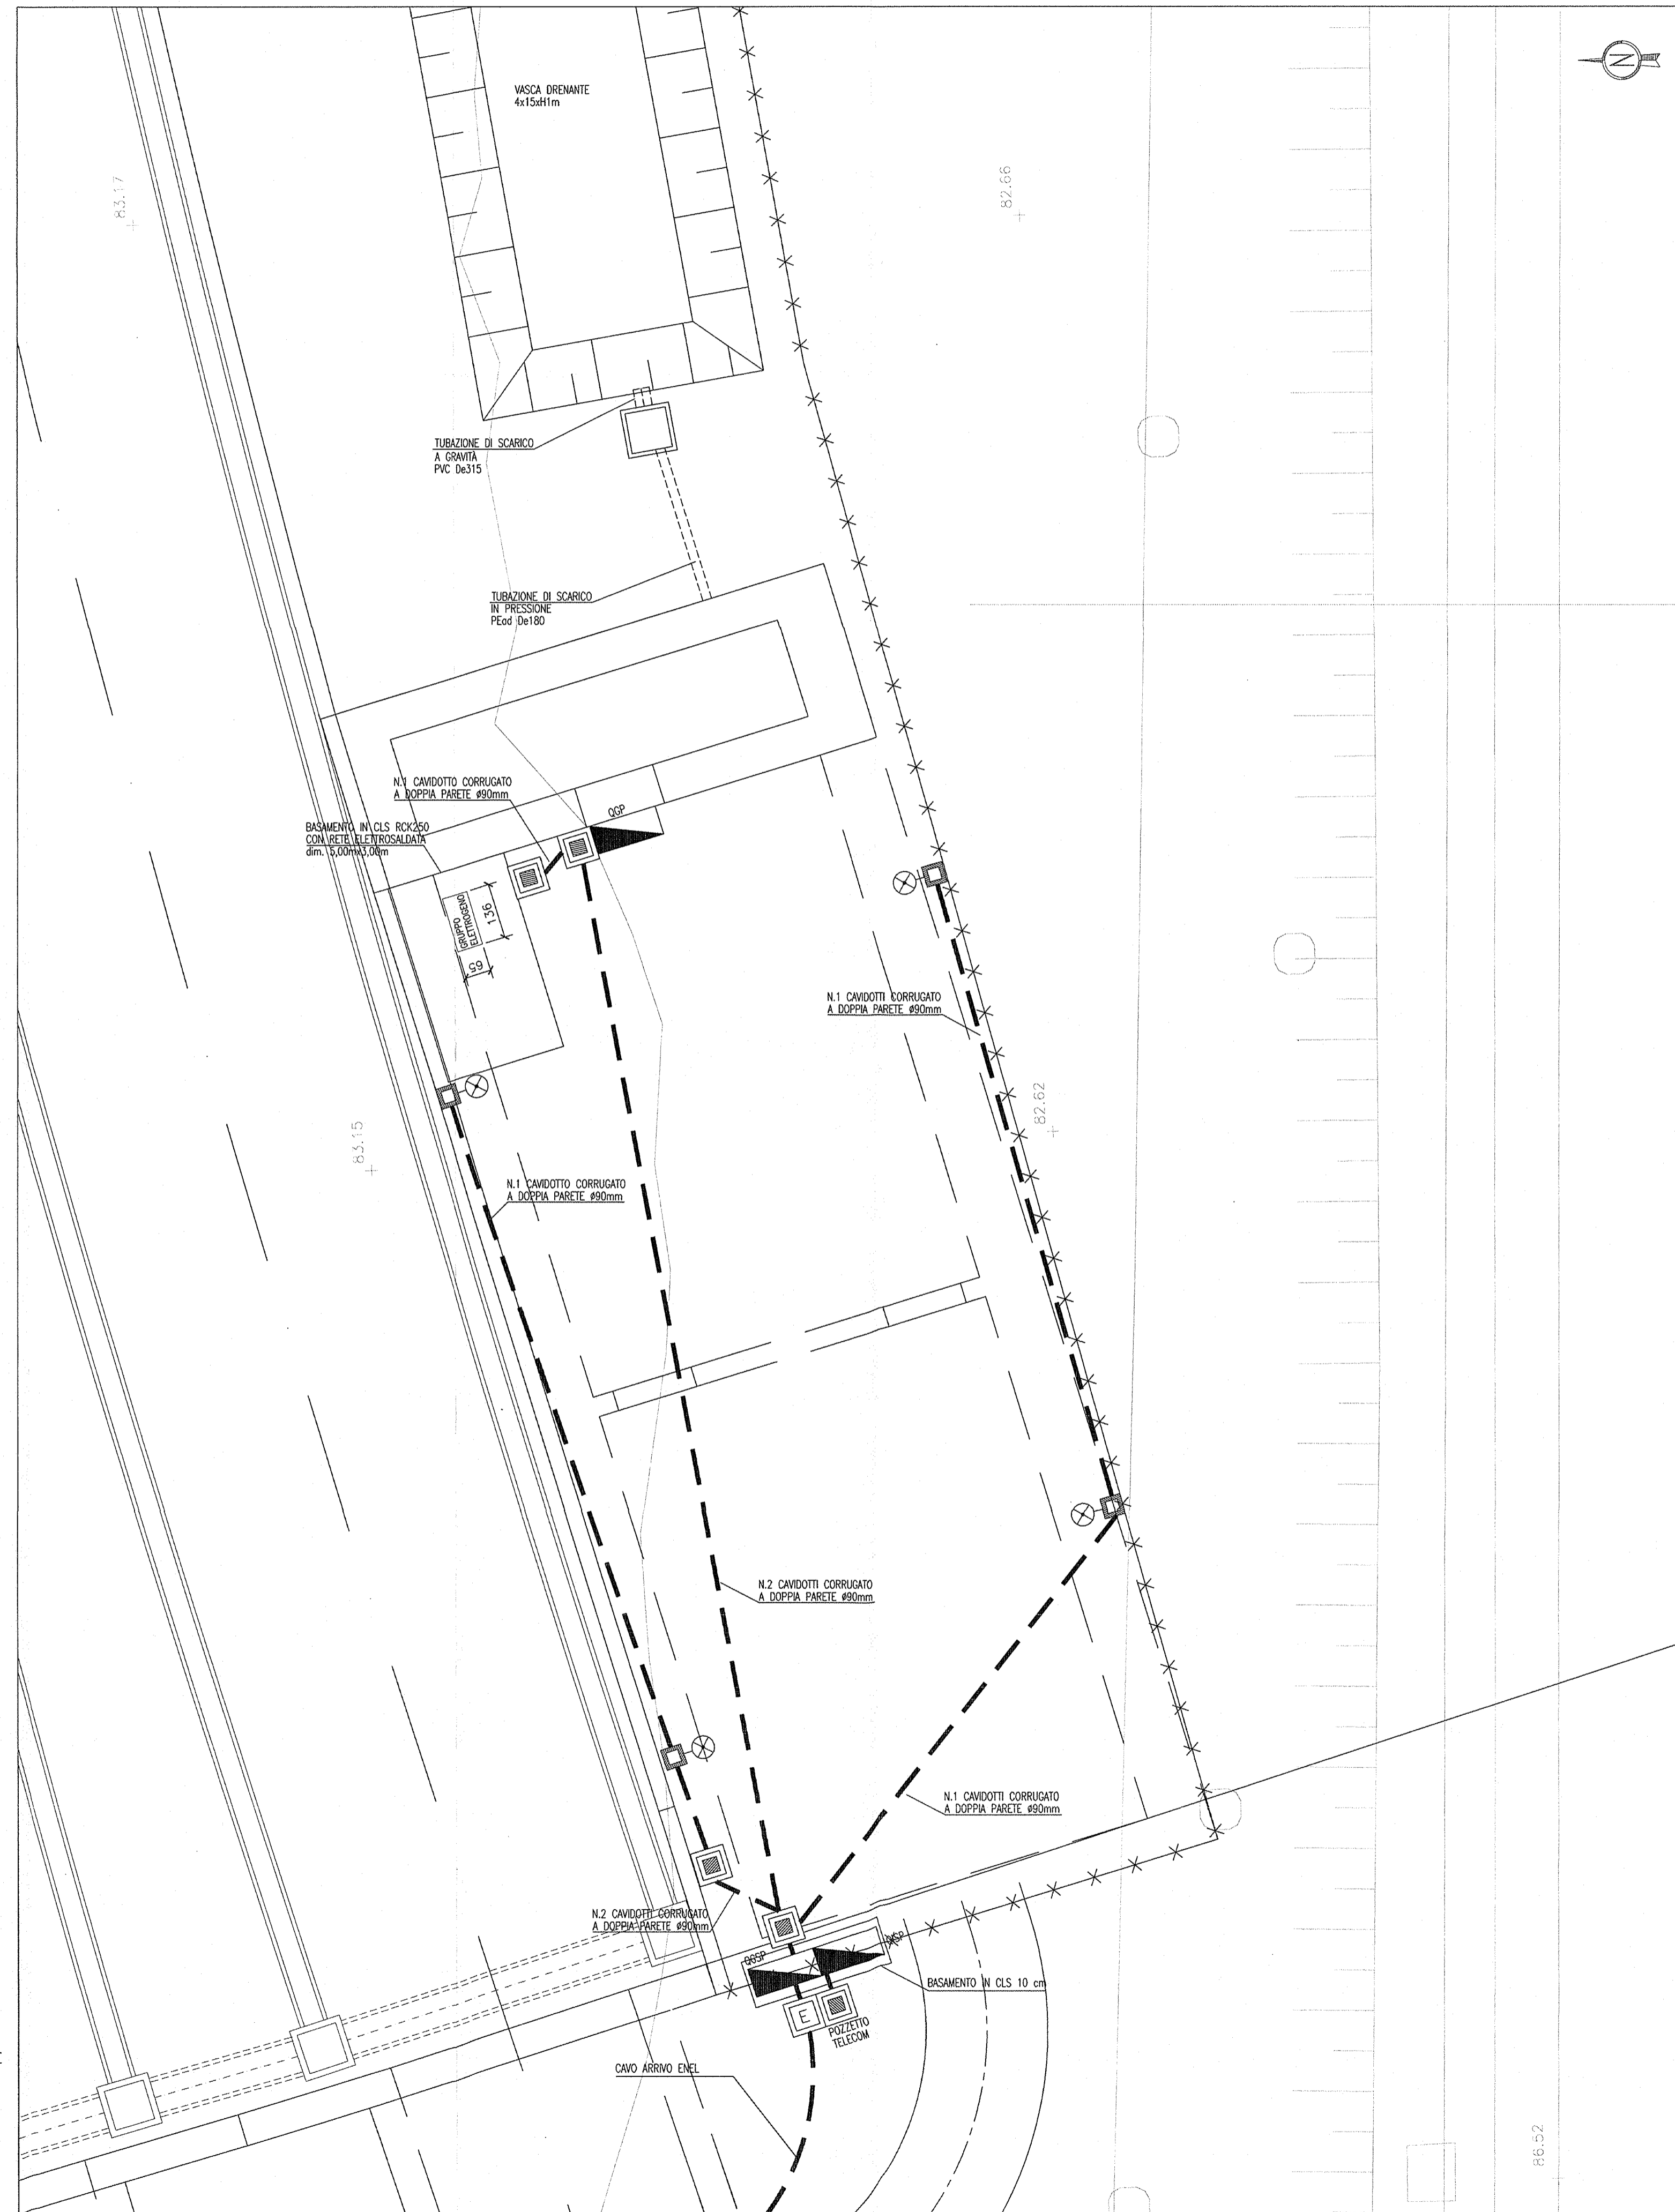 N
VASCA DRENANTE
4x15xH1m
83.17
82.66
TUBAZIONE DI SCARICO
A GRAVITÀ
PVC De315
TUBAZIONE DI SCARICO
IN PRESSIONE
PEad De180
N.1 CAVIDOTTO CORRUGATO
A DOPPIA PARETE ø90mm
QGP
BASAMENTO IN CLS RCK250
CON RETE ELETTROSALDATA
dim. 5,00mx3,00m
GRUPPO
ELETTROGENO
136
65
N.1 CAVIDOTTI CORRUGATO
A DOPPIA PARETE ø90mm
82.62
83.15
N.1 CAVIDOTTO CORRUGATO
A DOPPIA PARETE ø90mm
N.2 CAVIDOTTI CORRUGATO
A DOPPIA PARETE ø90mm
N.1 CAVIDOTTI CORRUGATO
A DOPPIA PARETE ø90mm
N.2 CAVIDOTTI CORRUGATO
A DOPPIA PARETE ø90mm
QGSP
BASAMENTO IN CLS 10 cm
E
POZZETTO
TELECOM
CAVO ARRIVO ENEL
86.52